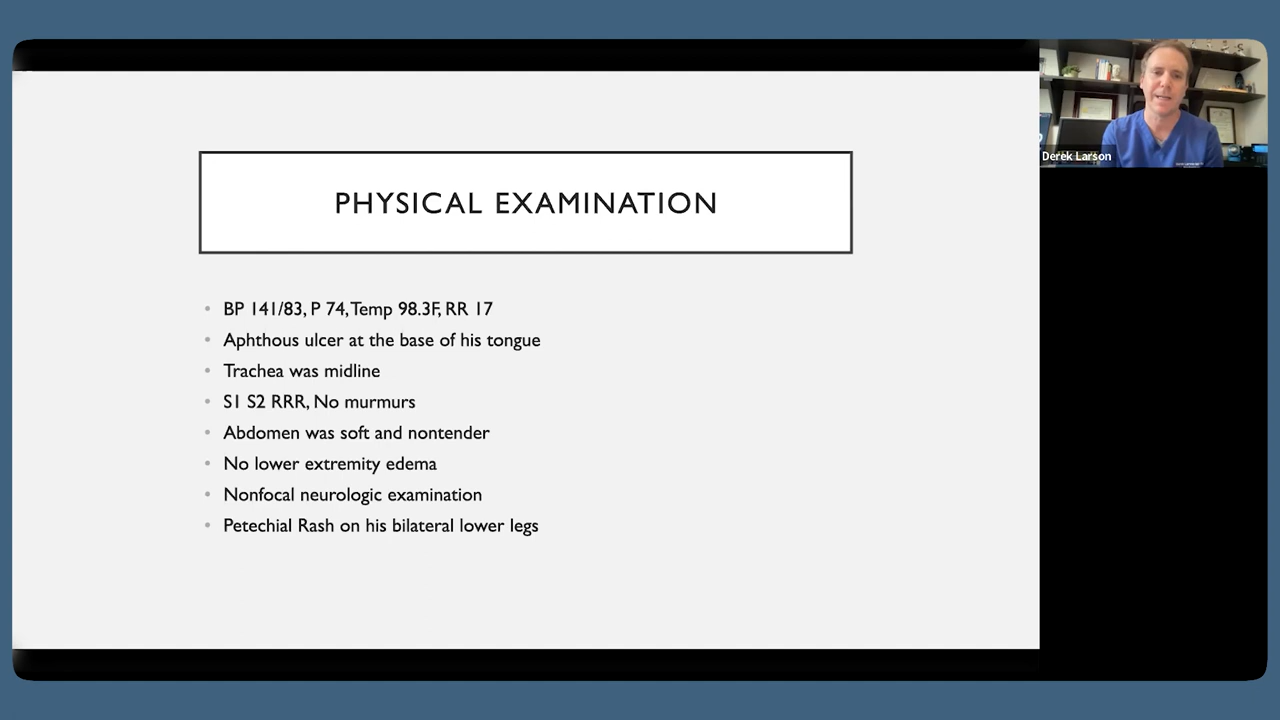 PHYSICAL EXAMINATION
• BP 141/83, P 74, Temp 98.3F, RR 17
• Aphthous ulcer at the base of his tongue
• Trachea was midline
• S1 S2 RRR, No murmurs
• Abdomen was soft and nontender
• No lower extremity edema
• Nonfocal neurologic examination
• Petechial Rash on his bilateral lower legs
Derek Larson